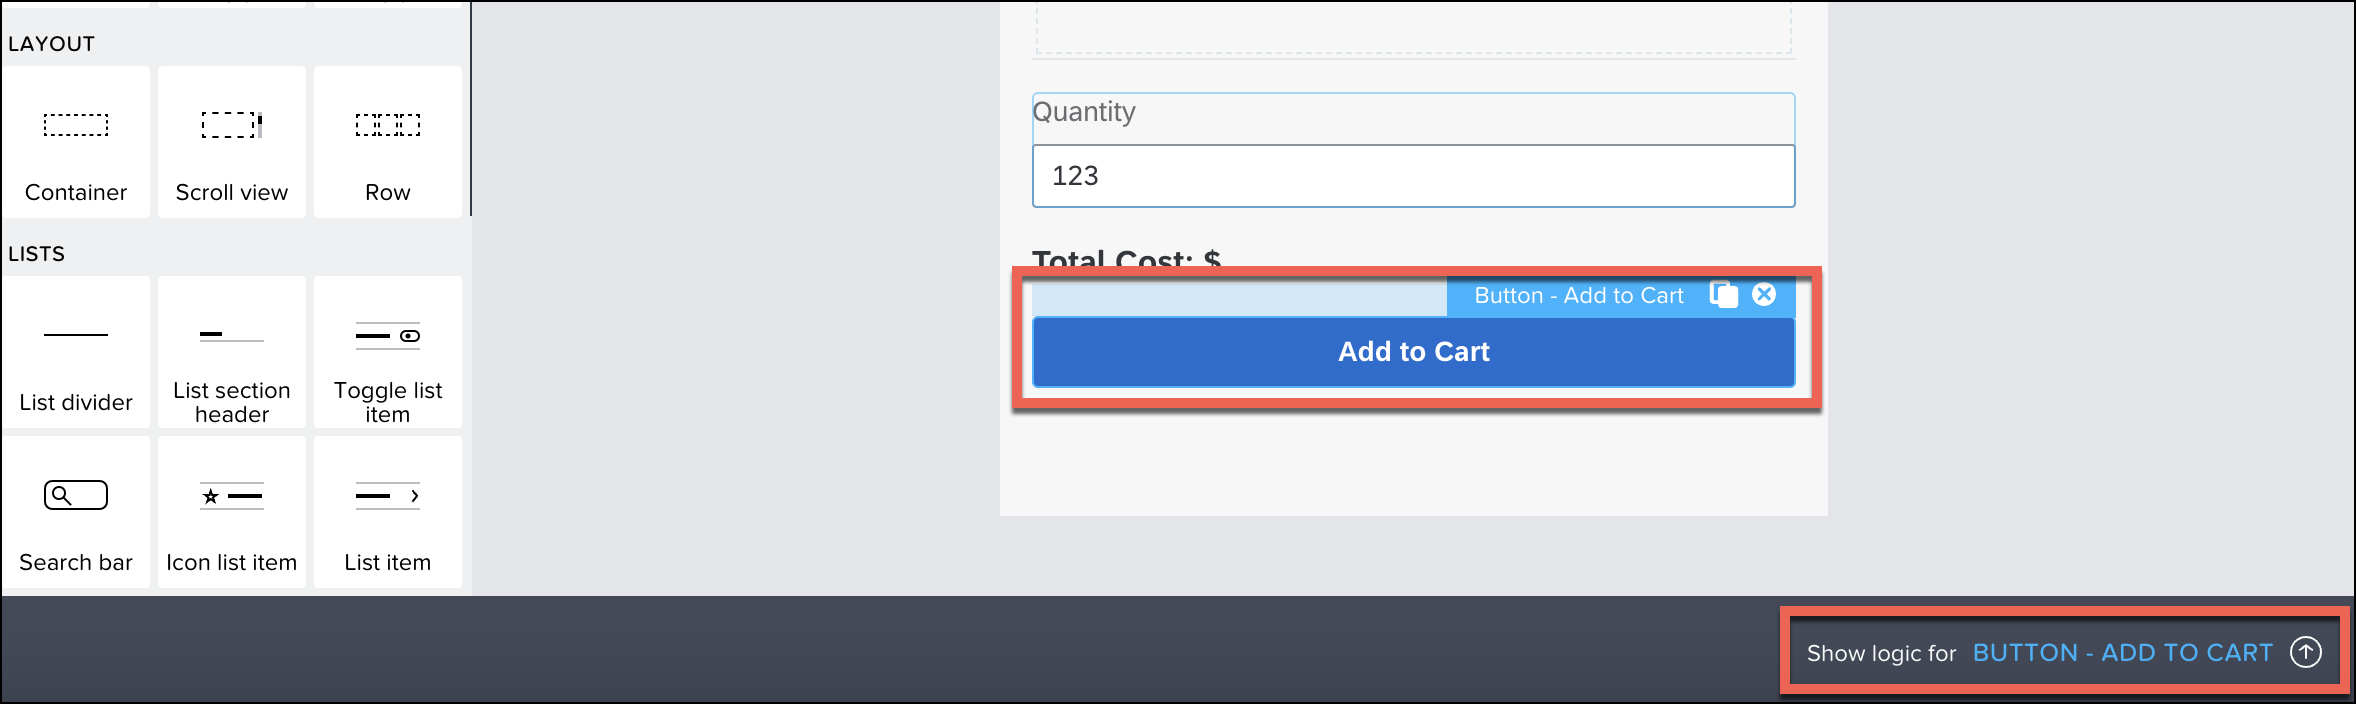 LAYOUT
Container
Scroll view
Row
LISTS
List divider
List section
header
Toggle list
item
Search bar
Icon list item
List item
Quantity
123
Total Cost: $
Button - Add to Cart
Add to Cart
Show logic for BUTTON - ADD TO CART